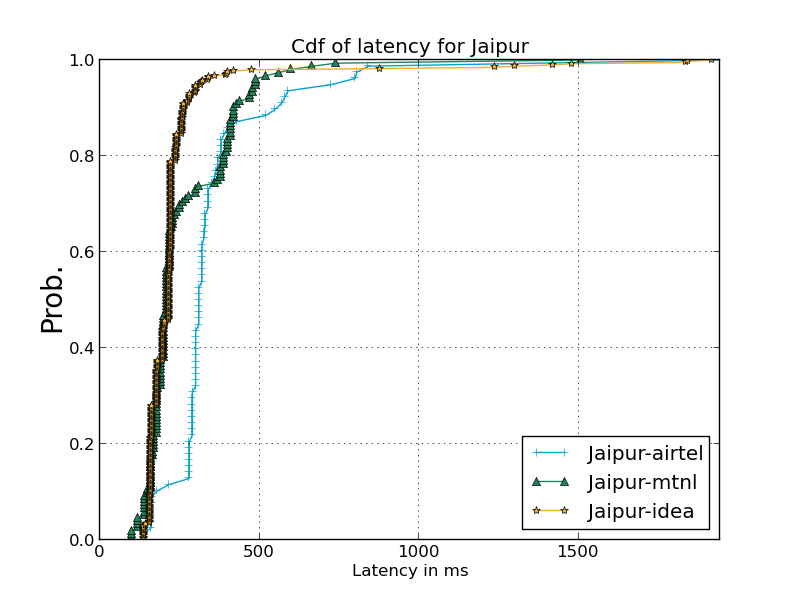 Cdf of latency for Jaipur
1.0
0.8
0.6
0.4
0.2
0.0
Prob.
0
500
1000
1500
Latency in ms
Jaipur-airtel
Jaipur-mtnl
Jaipur-idea